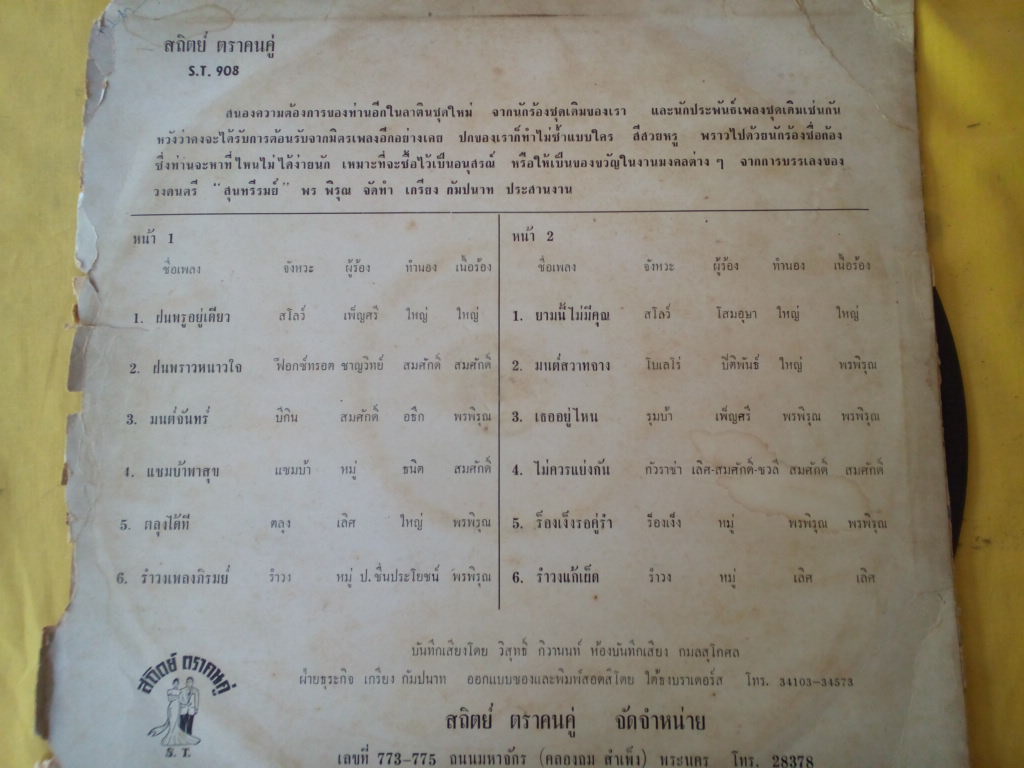 สถิตย์ ตราคนคู่
S.T. 908
สนองความต้องการของท่านอีกในลาตินชุดใหม่ จากนักร้องชุดเดิมของเรา และนักประพันธ์เพลงชุดเดิมเช่นกัน
หวังว่าคงจะได้รับการต้อนรับจากมิตรเพลงอีกอย่างเคย ปกของเราก็ทำไม่ซ้ำแบบใคร สีสวยหรู พราวไปด้วยนักร้องชื่อก้อง
ซึ่งท่านจะหาที่ไหนไม่ได้ง่ายนัก เหมาะที่จะซื้อไว้เป็นอนุสรณ์ หรือให้เป็นของขวัญในงานมงคลต่าง ๆ จากการบรรเลงของ
วงดนตรี "สุนทรีรมย์" พร พิรุณ จัดทำ เกรียง กัมปนาท ประสานงาน
หน้า 1
ชื่อเพลง จังหวะ ผู้ร้อง ทำนอง เนื้อร้อง
1. ฝนพรูอยู่เดียว สโลว์ เพ็ญศรี ใหญ่ ใหญ่
2. ฝนพราวหนาวใจ ฟ๊อกซ์ทรอต ชาญวิทย์ สมศักดิ์ สมศักดิ์
3. มนต์จันทร์ บีกิน สมศักดิ์ อธึก พรพิรุณ
4. แซมบ้าพาสุข แซมบ้า หมู่ ธนิต สมศักดิ์
5. ตลุงได้ที ตลุง เลิศ ใหญ่ พรพิรุณ
6. รำวงเพลงภิรมย์ รำวง หมู่ ป. ชื่นประโยชน์ พรพิรุณ
หน้า 2
ชื่อเพลง จังหวะ ผู้ร้อง ทำนอง เนื้อร้อง
1. ยามนี้ไม่มีคุณ สโลว์ โสมอุษา ใหญ่ ใหญ่
2. มนต์สวาทจาง โบเลโร่ ปิติพันธ์ ใหญ่ พรพิรุณ
3. เธออยู่ไหน รุมบ้า เพ็ญศรี พรพิรุณ พรพิรุณ
4. ไม่ควรแบ่งกัน กัวราช่า เลิศ-สมศักดิ์-ชวลี สมศักดิ์ สมศักดิ์
5. ร็องเง็งรอคู่รำ ร็องเง็ง หมู่ พรพิรุณ พรพิรุณ
6. รำวงแก้เย็ด รำวง หมู่ เลิศ เลิศ
บันทึกเสียงโดย วิสุทธิ์ กิวานนท์ ห้องบันทึกเสียง กมลสุโกศล
ฝ่ายธุระกิจ เกรียง กัมปนาท ออกแบบของและพิมพ์สอดสีโดย ใต้ธงบราเดอร์ส โทร. 34103-34573
สถิตย์ ตราคนคู่ จัดจำหน่าย
เลขที่ 773-775 ถนนมหาจักร (คลองถม สำเพ็ง) พระนคร โทร. 28378
สถิตย์ ตราคนคู่
S. T.